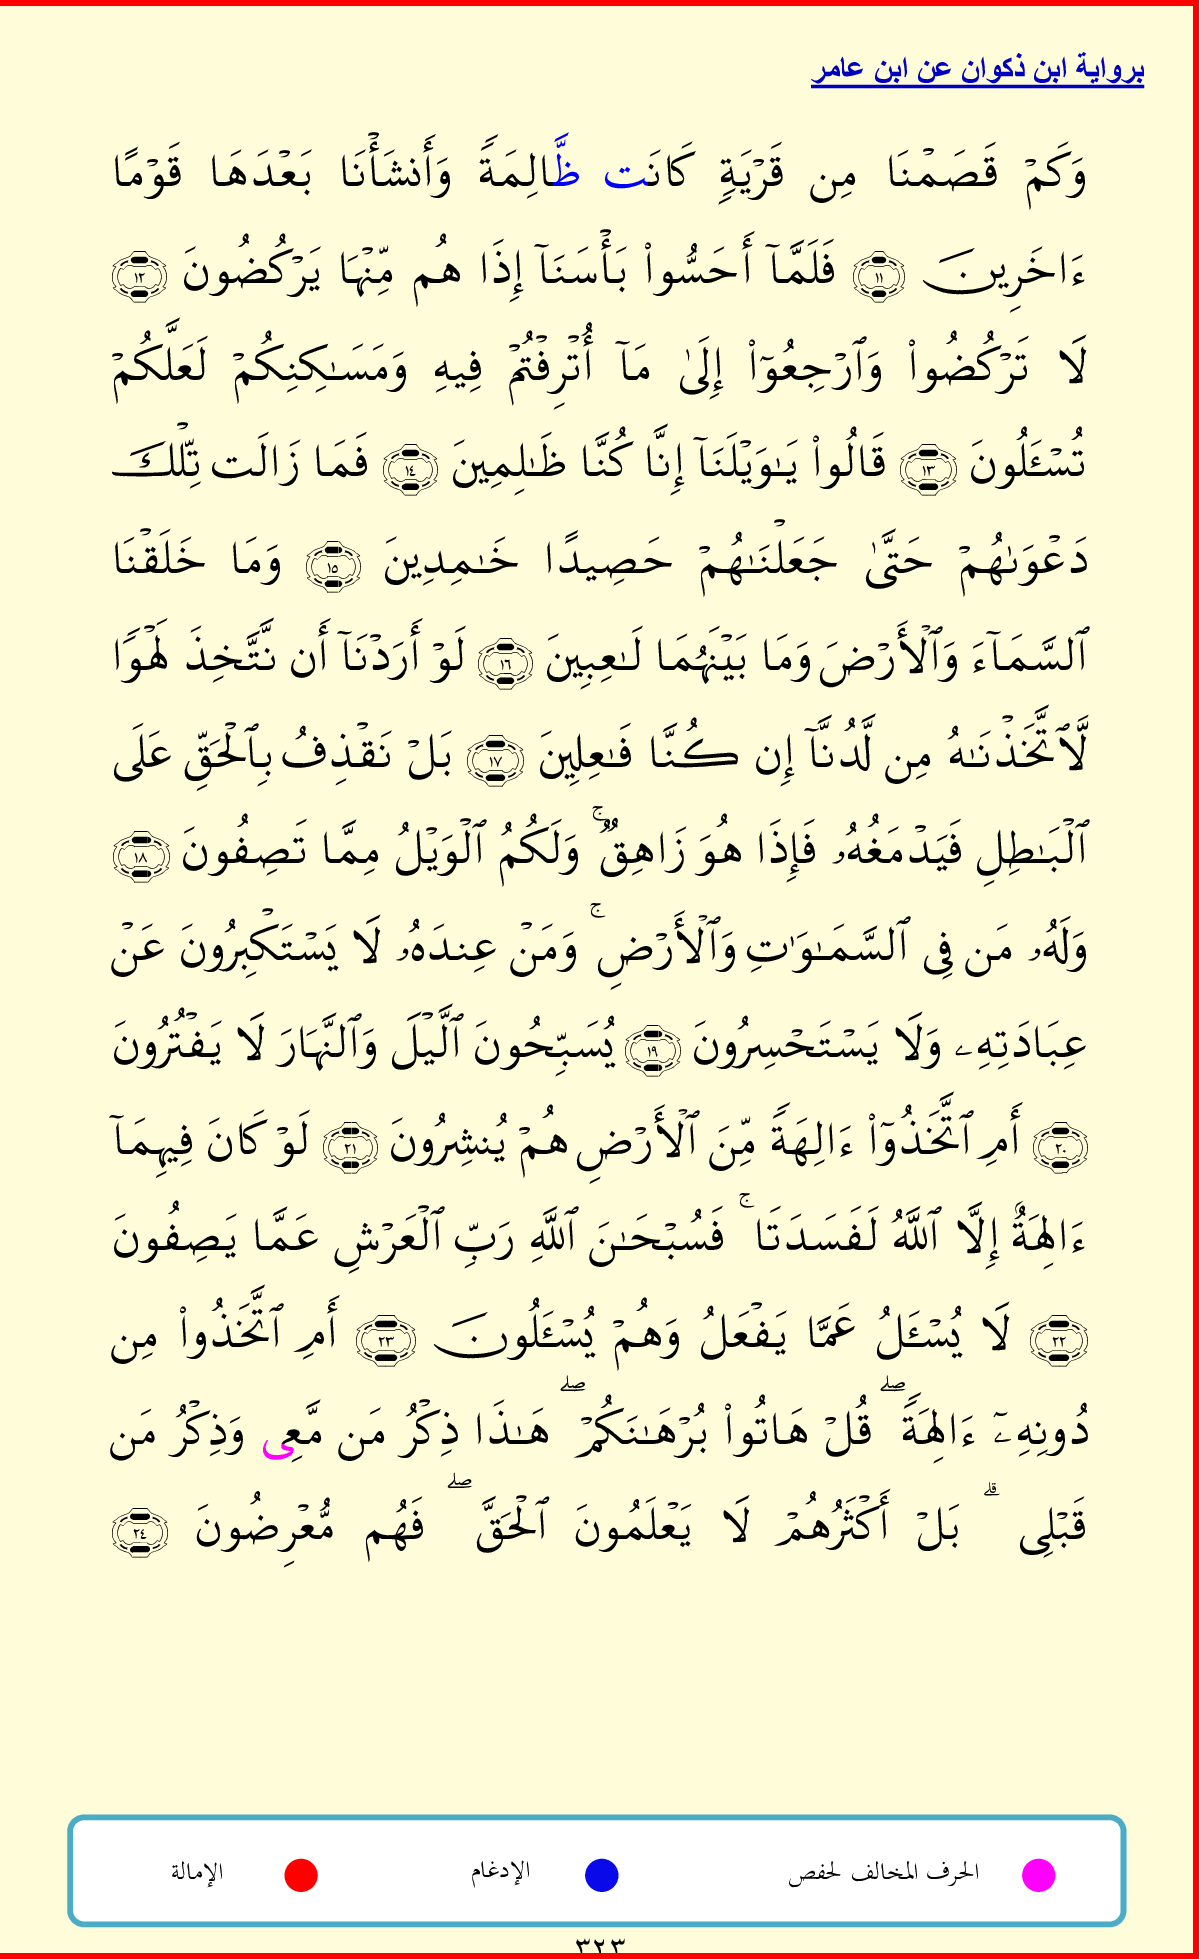 برواية ابن ذكوان عن ابن عامر
وَكَمۡ قَصَمۡنَا مِن قَرۡيَةٖ كَانَت ظَّالِمَةٗ وَأَنشَأۡنَا بَعۡدَهَا قَوۡمًا
ءَاخَرِينَ ١١ فَلَمَّآ أَحَسُّواْ بَأۡسَنَآ إِذَا هُم مِّنۡهَا يَرۡكُضُونَ ١٢
لَا تَرۡكُضُواْ وَٱرۡجِعُوٓاْ إِلَىٰ مَآ أُتۡرِفۡتُمۡ فِيهِ وَمَسَٰكِنِكُمۡ لَعَلَّكُمۡ
تُسۡـَٔلُونَ ١٣ قَالُواْ يَٰوَيۡلَنَآ إِنَّا كُنَّا ظَٰلِمِينَ ١٤ فَمَا زَالَت تِّلۡكَ
دَعۡوَىٰهُمۡ حَتَّىٰ جَعَلۡنَٰهُمۡ حَصِيدًا خَٰمِدِينَ ١٥ وَمَا خَلَقۡنَا
ٱلسَّمَآءَ وَٱلۡأَرۡضَ وَمَا بَيۡنَهُمَا لَٰعِبِينَ ١٦ لَوۡ أَرَدۡنَآ أَن نَّتَّخِذَ لَهۡوٗا
لَّٱتَّخَذۡنَٰهُ مِن لَّدُنَّآ إِن كُنَّا فَٰعِلِينَ ١٧ بَلۡ نَقۡذِفُ بِٱلۡحَقِّ عَلَى
ٱلۡبَٰطِلِ فَيَدۡمَغُهُۥ فَإِذَا هُوَ زَاهِقٞۚ وَلَكُمُ ٱلۡوَيۡلُ مِمَّا تَصِفُونَ ١٨
وَلَهُۥ مَن فِي ٱلسَّمَٰوَٰتِ وَٱلۡأَرۡضِۚ وَمَنۡ عِندَهُۥ لَا يَسۡتَكۡبِرُونَ عَنۡ
عِبَادَتِهِۦ وَلَا يَسۡتَحۡسِرُونَ ١٩ يُسَبِّحُونَ ٱلَّيۡلَ وَٱلنَّهَارَ لَا يَفۡتُرُونَ
٢٠ أَمِ ٱتَّخَذُوٓاْ ءَالِهَةٗ مِّنَ ٱلۡأَرۡضِ هُمۡ يُنشِرُونَ ٢١ لَوۡ كَانَ فِيهِمَآ
ءَالِهَةٌ إِلَّا ٱللَّهُ لَفَسَدَتَاۚ فَسُبۡحَٰنَ ٱللَّهِ رَبِّ ٱلۡعَرۡشِ عَمَّا يَصِفُونَ
٢٢ لَا يُسۡـَٔلُ عَمَّا يَفۡعَلُ وَهُمۡ يُسۡـَٔلُونَ ٢٣ أَمِ ٱتَّخَذُواْ مِن
دُونِهِۦٓ ءَالِهَةٗۖ قُلۡ هَاتُواْ بُرۡهَٰنَكُمۡۖ هَٰذَا ذِكۡرُ مَن مَّعِي وَذِكۡرُ مَن
قَبۡلِيۗ بَلۡ أَكۡثَرُهُمۡ لَا يَعۡلَمُونَ ٱلۡحَقَّۖ فَهُم مُّعۡرِضُونَ ٢٤
الحرف المخالف لحفص الإدغام الإمالة
٣٢٣